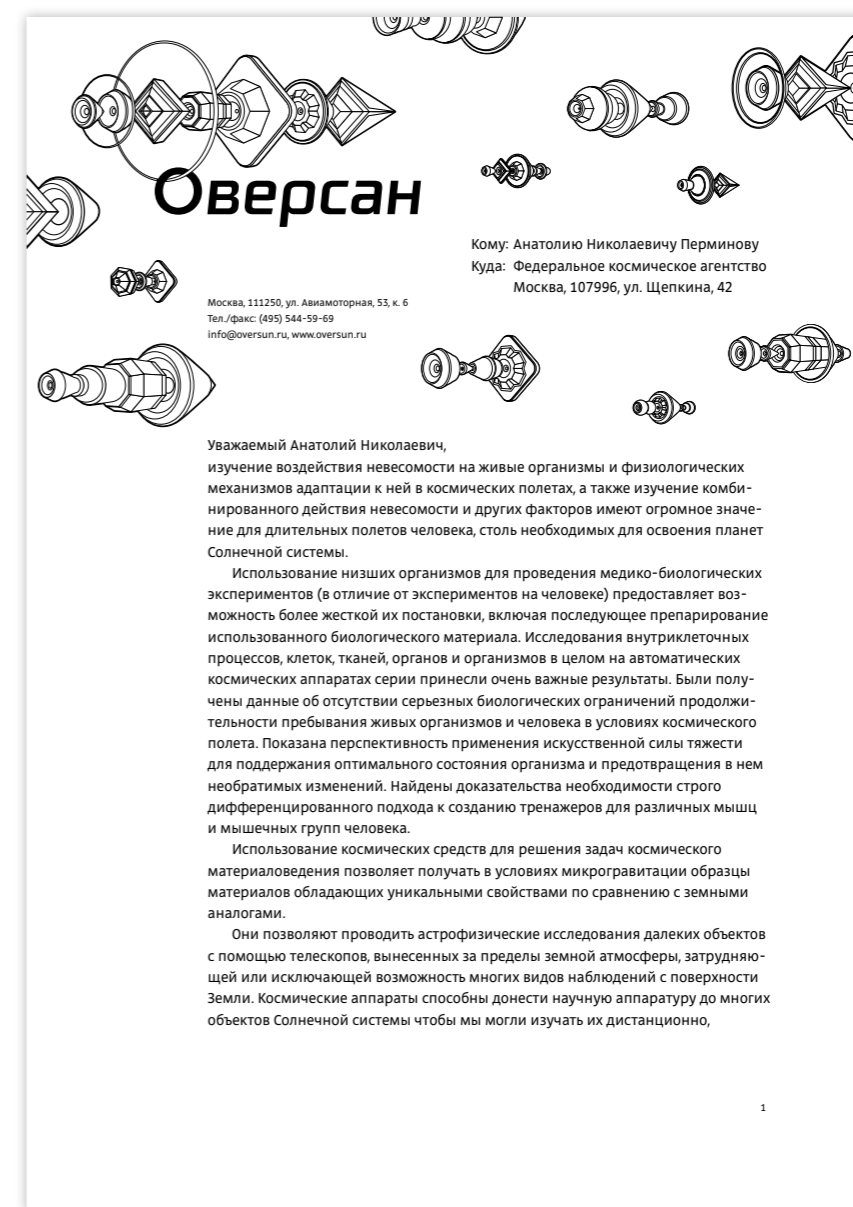 Оверсан
Кому: Анатолию Николаевичу Перминову
Куда: Федеральное космическое агентство
Москва, 107996, ул. Щепкина, 42
Москва, 111250, ул. Авиамоторная, 53, к. 6
Тел./факс: (495) 544-59-69
info@oversun.ru, www.oversun.ru
Уважаемый Анатолий Николаевич,
изучение воздействия невесомости на живые организмы и физиологических
механизмов адаптации к ней в космических полетах, а также изучение комби-
нированного действия невесомости и других факторов имеют огромное значе-
ние для длительных полетов человека, столь необходимых для освоения планет
Солнечной системы.
Использование низших организмов для проведения медико-биологических
экспериментов (в отличие от экспериментов на человеке) предоставляет воз-
можность более жесткой их постановки, включая последующее препарирование
использованного биологического материала. Исследования внутриклеточных
процессов, клеток, тканей, органов и организмов в целом на автоматических
космических аппаратах серии принесли очень важные результаты. Были полу-
чены данные об отсутствии серьезных биологических ограничений продолжи-
тельности пребывания живых организмов и человека в условиях космического
полета. Показана перспективность применения искусственной силы тяжести
для поддержания оптимального состояния организма и предотвращения в нем
необратимых изменений. Найдены доказательства необходимости строго
дифференцированного подхода к созданию тренажеров для различных мышц
и мышечных групп человека.
Использование космических средств для решения задач космического
материаловедения позволяет получать в условиях микрогравитации образцы
материалов обладающих уникальными свойствами по сравнению с земными
аналогами.
Они позволяют проводить астрофизические исследования далеких объектов
с помощью телескопов, вынесенных за пределы земной атмосферы, затрудняю-
щей или исключающей возможность многих видов наблюдений с поверхности
Земли. Космические аппараты способны донести научную аппаратуру до многих
объектов Солнечной системы чтобы мы могли изучать их дистанционно,
1